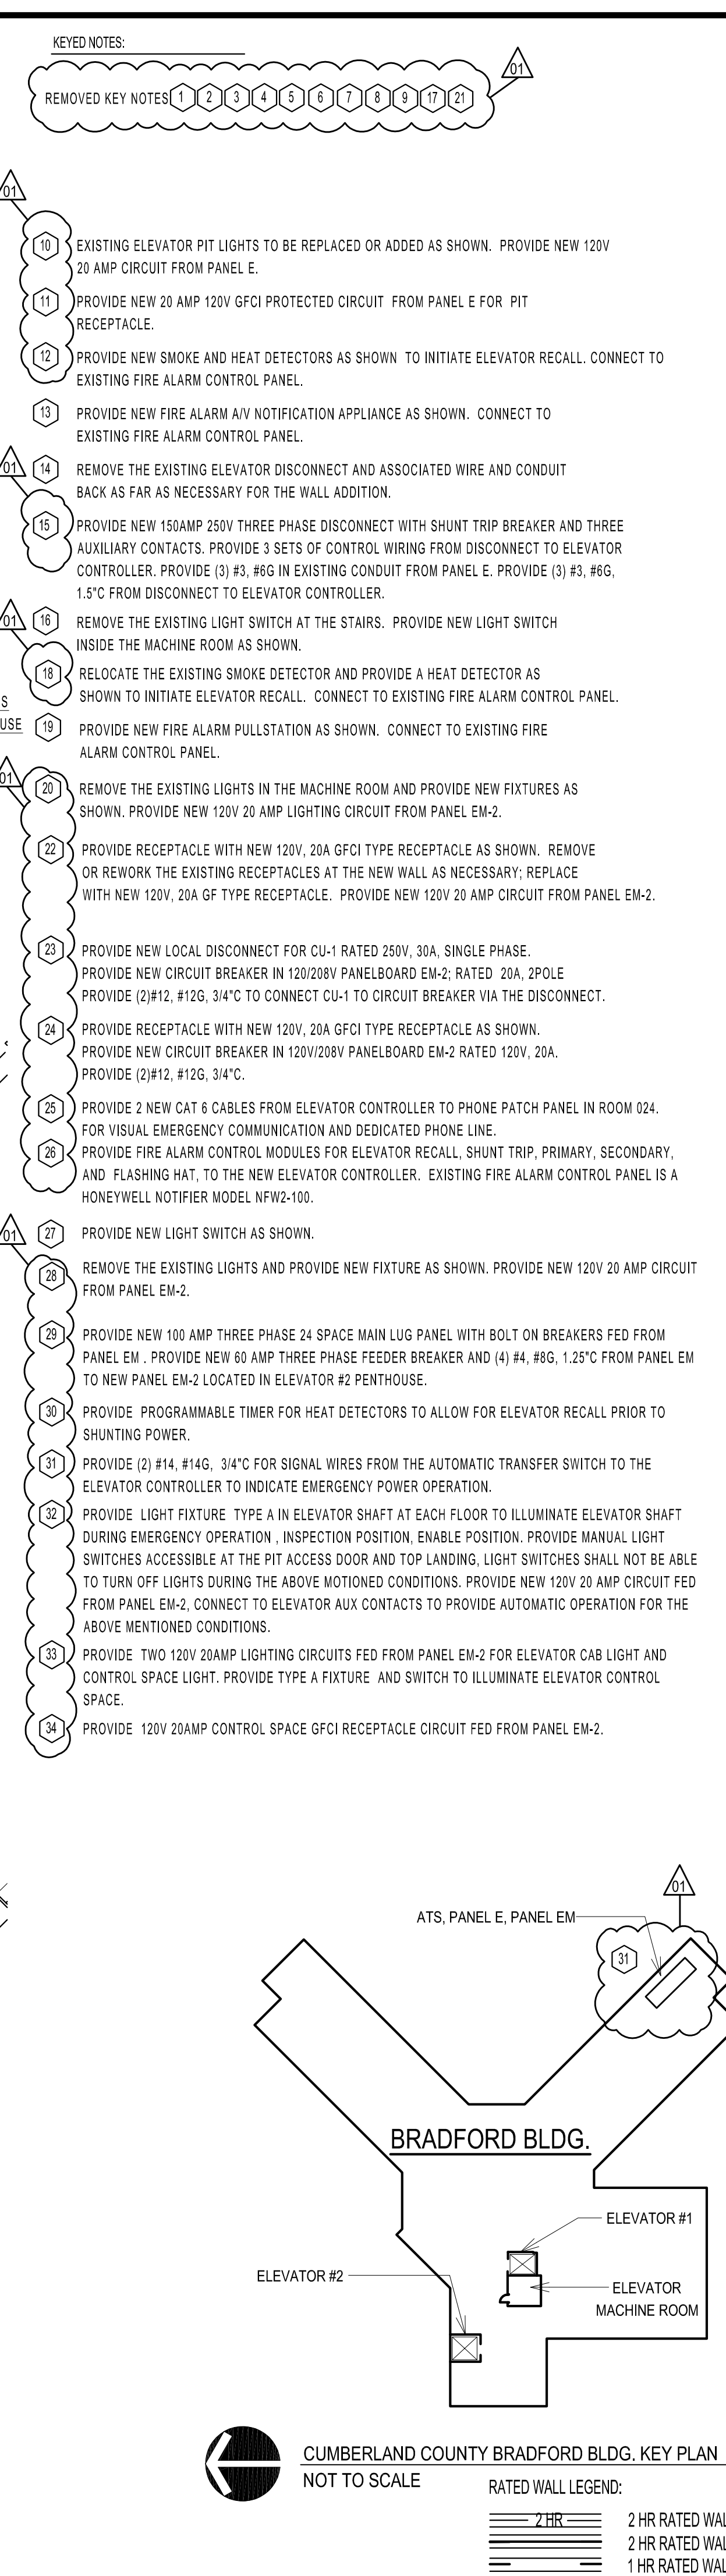 KEYED NOTES:
01
REMOVED KEY NOTES 1 2 3 4 5 6 7 8 9 17 21
01
10 EXISTING ELEVATOR PIT LIGHTS TO BE REPLACED OR ADDED AS SHOWN. PROVIDE NEW 120V
20 AMP CIRCUIT FROM PANEL E.
11 PROVIDE NEW 20 AMP 120V GFCI PROTECTED CIRCUIT FROM PANEL E FOR PIT
RECEPTACLE.
12 PROVIDE NEW SMOKE AND HEAT DETECTORS AS SHOWN TO INITIATE ELEVATOR RECALL. CONNECT TO
EXISTING FIRE ALARM CONTROL PANEL.
13 PROVIDE NEW FIRE ALARM A/V NOTIFICATION APPLIANCE AS SHOWN. CONNECT TO
EXISTING FIRE ALARM CONTROL PANEL.
01
14 REMOVE THE EXISTING ELEVATOR DISCONNECT AND ASSOCIATED WIRE AND CONDUIT
BACK AS FAR AS NECESSARY FOR THE WALL ADDITION.
15 PROVIDE NEW 150AMP 250V THREE PHASE DISCONNECT WITH SHUNT TRIP BREAKER AND THREE
AUXILIARY CONTACTS. PROVIDE 3 SETS OF CONTROL WIRING FROM DISCONNECT TO ELEVATOR
CONTROLLER. PROVIDE (3) #3, #6G IN EXISTING CONDUIT FROM PANEL E. PROVIDE (3) #3, #6G,
1.5"C FROM DISCONNECT TO ELEVATOR CONTROLLER.
01
16 REMOVE THE EXISTING LIGHT SWITCH AT THE STAIRS. PROVIDE NEW LIGHT SWITCH
INSIDE THE MACHINE ROOM AS SHOWN.
18 RELOCATE THE EXISTING SMOKE DETECTOR AND PROVIDE A HEAT DETECTOR AS
SHOWN TO INITIATE ELEVATOR RECALL. CONNECT TO EXISTING FIRE ALARM CONTROL PANEL.
S
USE
19 PROVIDE NEW FIRE ALARM PULLSTATION AS SHOWN. CONNECT TO EXISTING FIRE
ALARM CONTROL PANEL.
01
20 REMOVE THE EXISTING LIGHTS IN THE MACHINE ROOM AND PROVIDE NEW FIXTURES AS
SHOWN. PROVIDE NEW 120V 20 AMP LIGHTING CIRCUIT FROM PANEL EM-2.
22 PROVIDE RECEPTACLE WITH NEW 120V, 20A GFCI TYPE RECEPTACLE AS SHOWN. REMOVE
OR REWORK THE EXISTING RECEPTACLES AT THE NEW WALL AS NECESSARY; REPLACE
WITH NEW 120V, 20A GF TYPE RECEPTACLE. PROVIDE NEW 120V 20 AMP CIRCUIT FROM PANEL EM-2.
23 PROVIDE NEW LOCAL DISCONNECT FOR CU-1 RATED 250V, 30A, SINGLE PHASE.
PROVIDE NEW CIRCUIT BREAKER IN 120/208V PANELBOARD EM-2; RATED 20A, 2POLE
PROVIDE (2)#12, #12G, 3/4"C TO CONNECT CU-1 TO CIRCUIT BREAKER VIA THE DISCONNECT.
24 PROVIDE RECEPTACLE WITH NEW 120V, 20A GFCI TYPE RECEPTACLE AS SHOWN.
PROVIDE NEW CIRCUIT BREAKER IN 120V/208V PANELBOARD EM-2 RATED 120V, 20A.
PROVIDE (2)#12, #12G, 3/4"C.
25 PROVIDE 2 NEW CAT 6 CABLES FROM ELEVATOR CONTROLLER TO PHONE PATCH PANEL IN ROOM 024.
FOR VISUAL EMERGENCY COMMUNICATION AND DEDICATED PHONE LINE.
26 PROVIDE FIRE ALARM CONTROL MODULES FOR ELEVATOR RECALL, SHUNT TRIP, PRIMARY, SECONDARY,
AND FLASHING HAT, TO THE NEW ELEVATOR CONTROLLER. EXISTING FIRE ALARM CONTROL PANEL IS A
HONEYWELL NOTIFIER MODEL NFW2-100.
01
27 PROVIDE NEW LIGHT SWITCH AS SHOWN.
28 REMOVE THE EXISTING LIGHTS AND PROVIDE NEW FIXTURE AS SHOWN. PROVIDE NEW 120V 20 AMP CIRCUIT
FROM PANEL EM-2.
29 PROVIDE NEW 100 AMP THREE PHASE 24 SPACE MAIN LUG PANEL WITH BOLT ON BREAKERS FED FROM
PANEL EM . PROVIDE NEW 60 AMP THREE PHASE FEEDER BREAKER AND (4) #4, #8G, 1.25"C FROM PANEL EM
TO NEW PANEL EM-2 LOCATED IN ELEVATOR #2 PENTHOUSE.
30 PROVIDE PROGRAMMABLE TIMER FOR HEAT DETECTORS TO ALLOW FOR ELEVATOR RECALL PRIOR TO
SHUNTING POWER.
31 PROVIDE (2) #14, #14G, 3/4"C FOR SIGNAL WIRES FROM THE AUTOMATIC TRANSFER SWITCH TO THE
ELEVATOR CONTROLLER TO INDICATE EMERGENCY POWER OPERATION.
32 PROVIDE LIGHT FIXTURE TYPE A IN ELEVATOR SHAFT AT EACH FLOOR TO ILLUMINATE ELEVATOR SHAFT
DURING EMERGENCY OPERATION , INSPECTION POSITION, ENABLE POSITION. PROVIDE MANUAL LIGHT
SWITCHES ACCESSIBLE AT THE PIT ACCESS DOOR AND TOP LANDING, LIGHT SWITCHES SHALL NOT BE ABLE
TO TURN OFF LIGHTS DURING THE ABOVE MOTIONED CONDITIONS. PROVIDE NEW 120V 20 AMP CIRCUIT FED
FROM PANEL EM-2, CONNECT TO ELEVATOR AUX CONTACTS TO PROVIDE AUTOMATIC OPERATION FOR THE
ABOVE MENTIONED CONDITIONS.
33 PROVIDE TWO 120V 20AMP LIGHTING CIRCUITS FED FROM PANEL EM-2 FOR ELEVATOR CAB LIGHT AND
CONTROL SPACE LIGHT. PROVIDE TYPE A FIXTURE AND SWITCH TO ILLUMINATE ELEVATOR CONTROL
SPACE.
34 PROVIDE 120V 20AMP CONTROL SPACE GFCI RECEPTACLE CIRCUIT FED FROM PANEL EM-2.
01
ATS, PANEL E, PANEL EM
31
BRADFORD BLDG.
ELEVATOR #1
ELEVATOR #2
ELEVATOR
MACHINE ROOM
CUMBERLAND COUNTY BRADFORD BLDG. KEY PLAN
NOT TO SCALE
RATED WALL LEGEND:
2 HR 2 HR RATED WAL
2 HR RATED WAL
1 HR RATED WAL